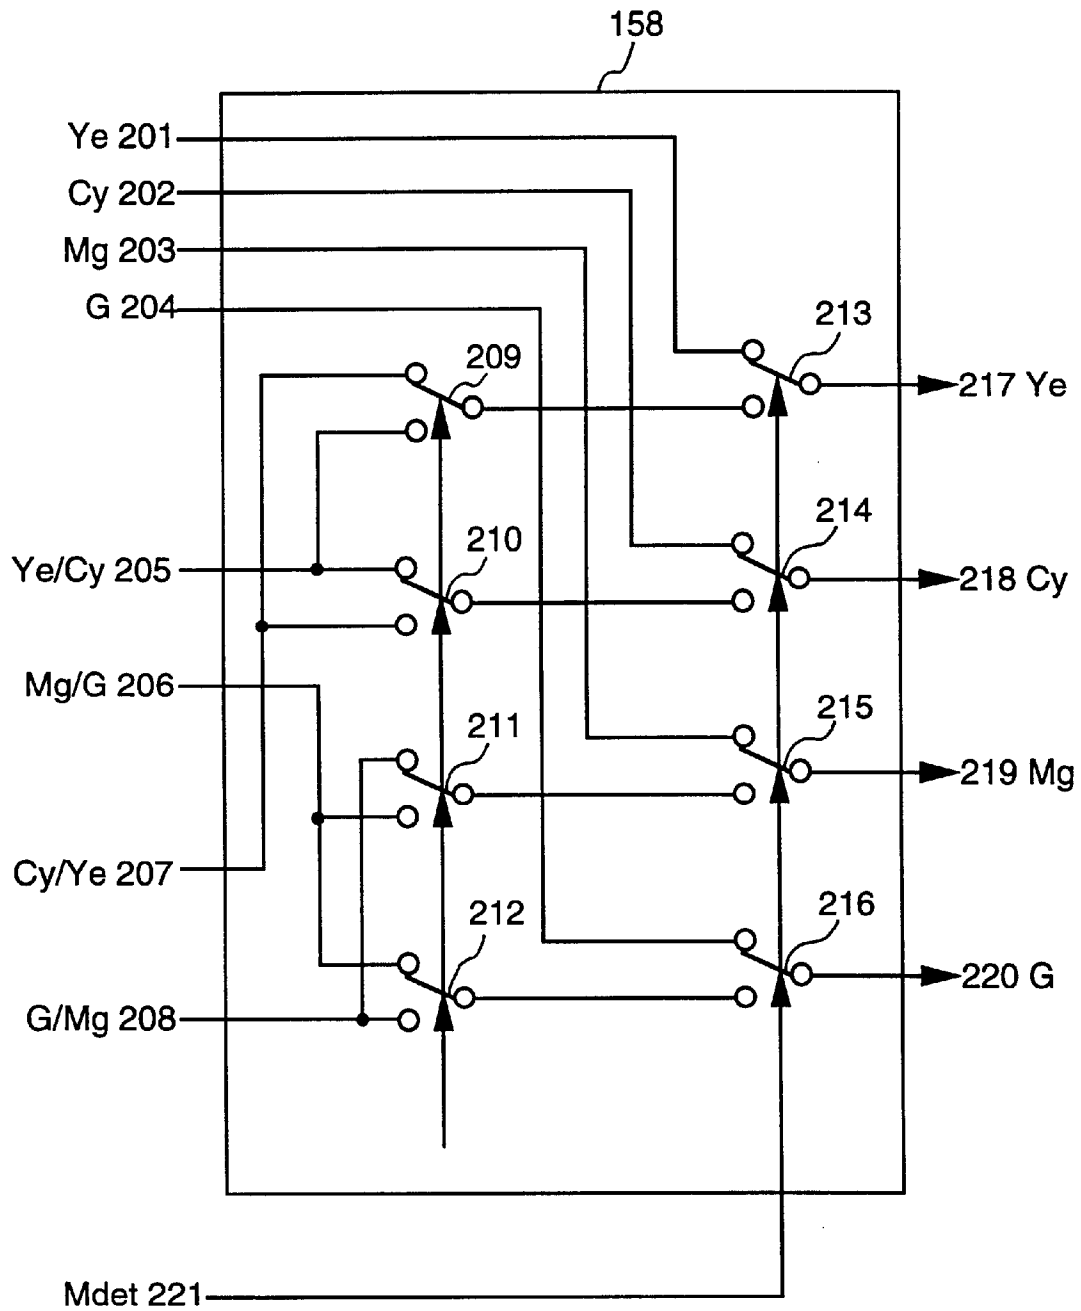 158
Ye 201
Cy 202
Mg 203
G 204
213
209
217 Ye
214
210
Ye/Cy 205
218 Cy
Mg/G 206
215
211
219 Mg
Cy/Ye 207
216
212
220 G
G/Mg 208
Mdet 221